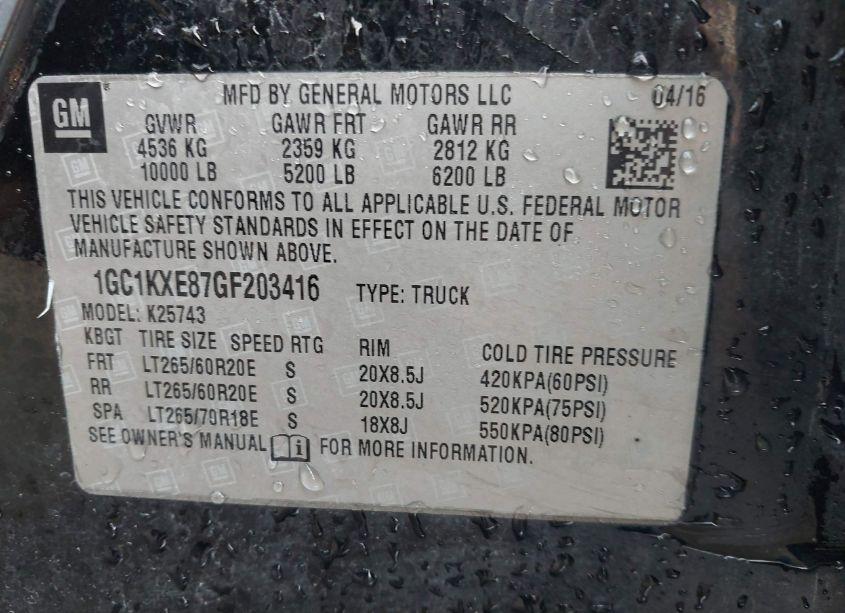 GM MFD BY GENERAL MOTORS LLC 04/16
GVWR GAWR FRT GAWR RR
4536 KG 2359 KG 2812 KG
10000 LB 5200 LB 6200 LB
THIS VEHICLE CONFORMS TO ALL APPLICABLE U.S. FEDERAL MOTOR
VEHICLE SAFETY STANDARDS IN EFFECT ON THE DATE OF
MANUFACTURE SHOWN ABOVE.
1GC1KXE87GF203416 TYPE: TRUCK
MODEL: K25743
KBGT TIRE SIZE SPEED RTG RIM COLD TIRE PRESSURE
FRT LT265/60R20E S 20X8.5J 420KPA(60PSI)
RR LT265/60R20E S 20X8.5J 520KPA(75PSI)
SPA LT265/70R18E S 18X8J 550KPA(80PSI)
SEE OWNER'S MANUAL i FOR MORE INFORMATION.